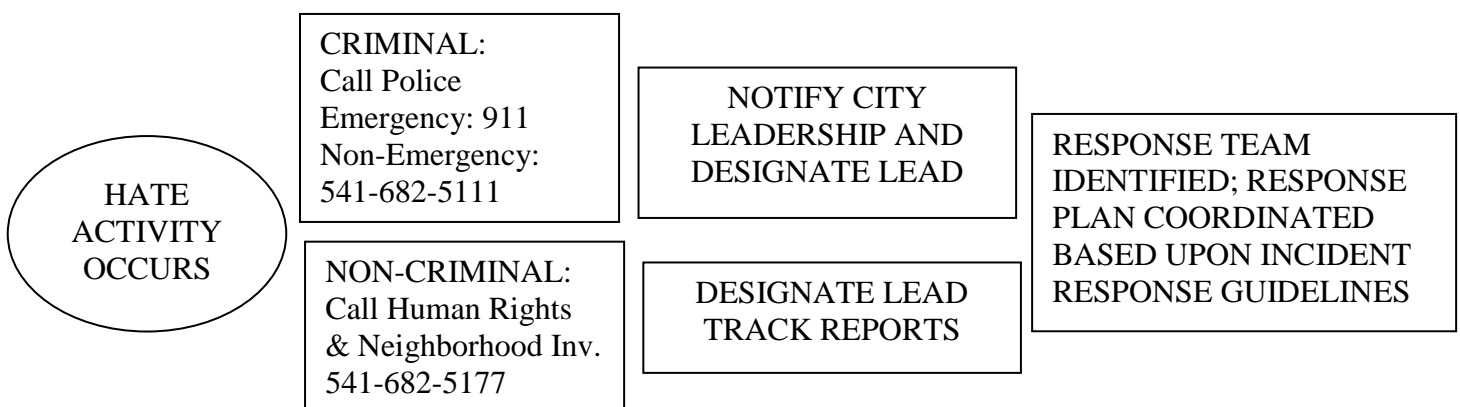 HATE
ACTIVITY
OCCURS
CRIMINAL:
Call Police
Emergency: 911
Non-Emergency:
541-682-5111
NON-CRIMINAL:
Call Human Rights
& Neighborhood Inv.
541-682-5177
NOTIFY CITY
LEADERSHIP AND
DESIGNATE LEAD
DESIGNATE LEAD
TRACK REPORTS
RESPONSE TEAM
IDENTIFIED; RESPONSE
PLAN COORDINATED
BASED UPON INCIDENT
RESPONSE GUIDELINES